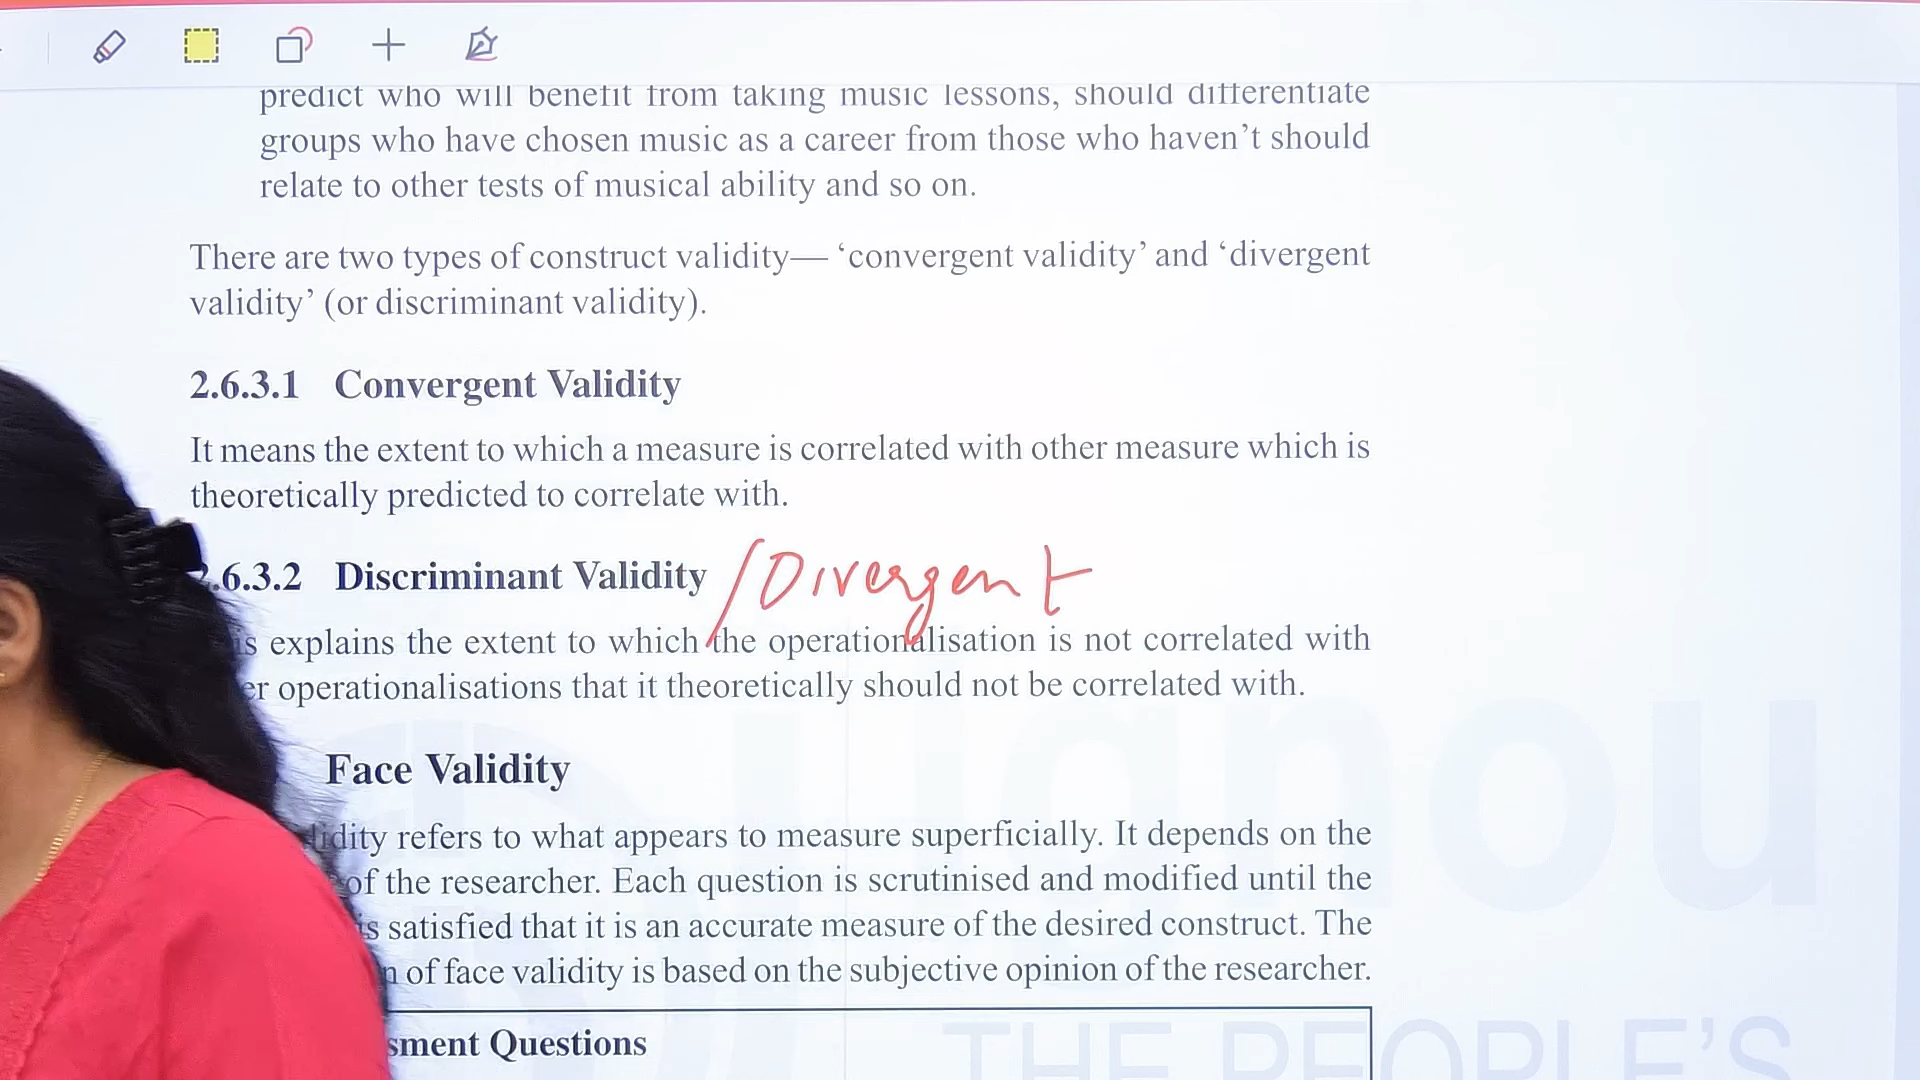 predict who will benefit from taking music lessons, should differentiate
groups who have chosen music as a career from those who haven’t should
relate to other tests of musical ability and so on.
There are two types of construct validity— ‘convergent validity’ and ‘divergent
validity’ (or discriminant validity).
2.6.3.1 Convergent Validity
It means the extent to which a measure is correlated with other measure which is
theoretically predicted to correlate with.
.6.3.2 Discriminant Validity /Divergent
explains the extent to which the operationalisation is not correlated with
operationalisations that it theoretically should not be correlated with.
Face Validity
refers to what appears to measure superficially. It depends on the
of the researcher. Each question is scrutinised and modified until the
satisfied that it is an accurate measure of the desired construct. The
of face validity is based on the subjective opinion of the researcher.
Questions
ignou
THE PEOPLE’S